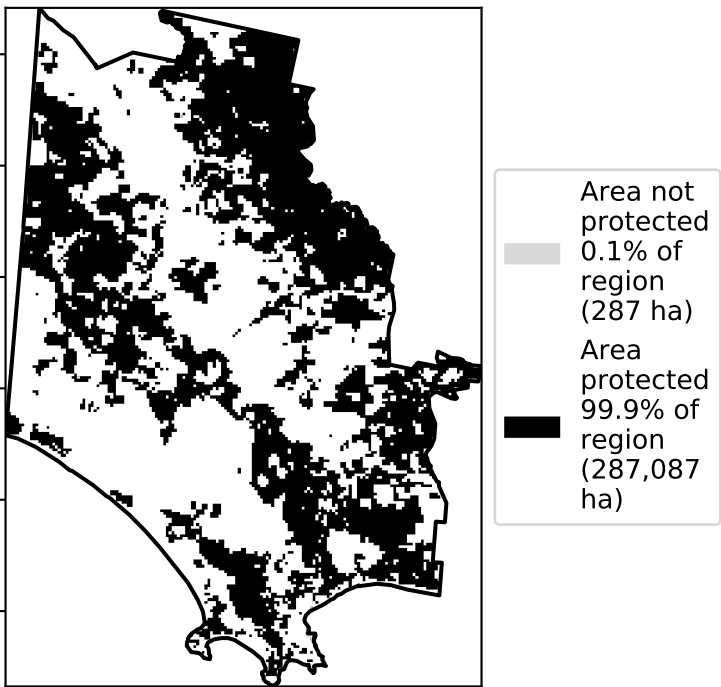 Area not
protected
0.1% of
region
(287 ha)
Area
protected
99.9% of
region
(287,087
ha)